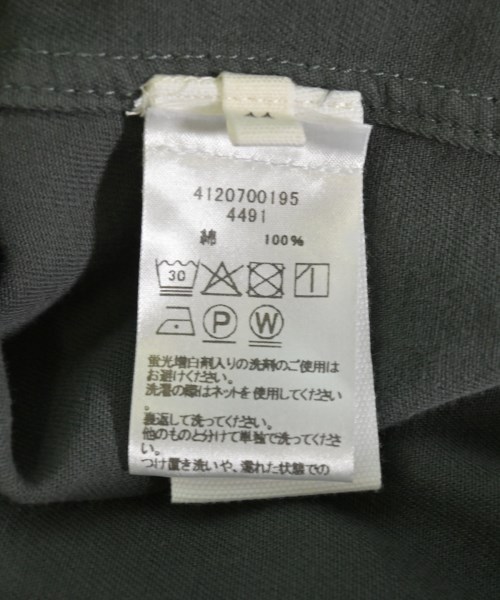 4120700195
4491
綿 100%
30
P W
蛍光増白剤入りの洗剤のご使用は
お避けください。
洗濯の際はネットを使用してください
。
裏返して洗ってください。
他のものと分けて単独で洗ってくだ
さい。
つけ置き洗いや、濡れた状態での